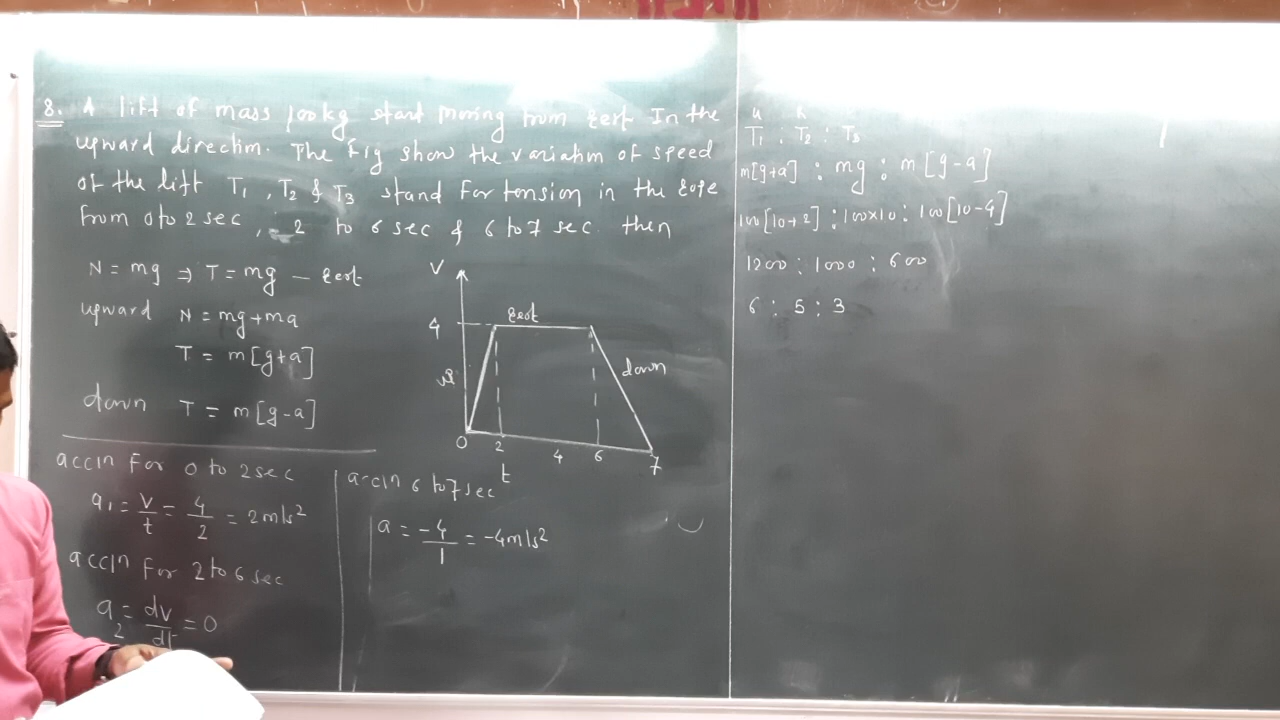 8. A lift of mass 100kg start moving from rest In the
upward direction. The Fig show the variation of speed
of the lift T₁, T₂ & T₃ stand For tension in the rope
from 0 to 2 sec, 2 to 6 sec & 6 to 7 sec then
N = mg ⇒ T = mg — rest
upward N = mg + ma
T = m[g+a]
down T = m[g-a]
accln For 0 to 2sec
a₁ = v/t = 4/2 = 2m/s²
accln For 2 to 6 sec
a₂ = dv/dt = 0
V
4
rest
up
down
0 2 4 6 7
t
accln 6 to 7 sec
a = -4/1 = -4m/s²
T₁ : T₂ : T₃
m[g+a] : mg : m[g-a]
100[10+2] : 100×10 : 100[10-4]
1200 : 1000 : 600
6 : 5 : 3